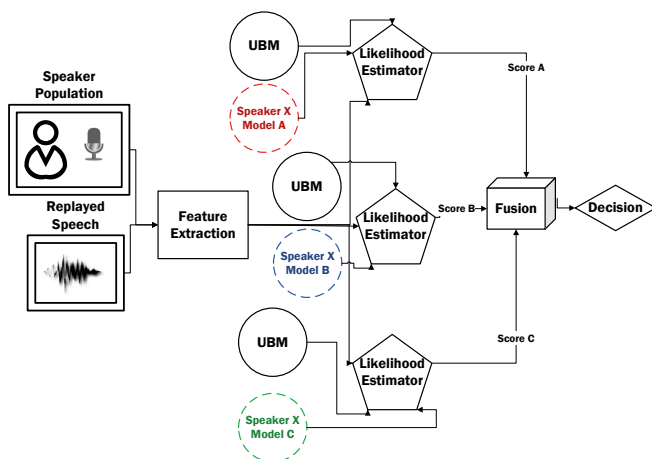 Speaker
Population
Replayed
Speech
Feature
Extraction
UBM
Speaker X
Model A
Likelihood
Estimator
Score A
UBM
Speaker X
Model B
Likelihood
Estimator
Score B
UBM
Speaker X
Model C
Likelihood
Estimator
Score C
Fusion
Decision